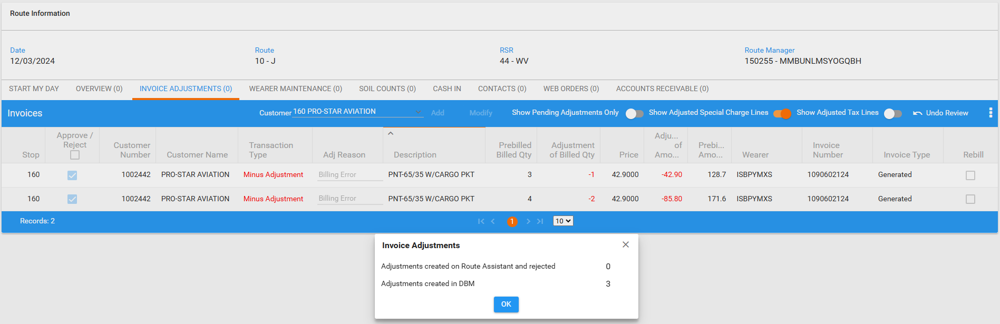 Route Information
Date Route RSR Route Manager
12/03/2024 10 - J 44 - WV 150255 - MMBUNLMSYOGQBH
START MY DAY OVERVIEW (0) INVOICE ADJUSTMENTS (0) WEARER MAINTENANCE (0) SOIL COUNTS (0) CASH IN CONTACTS (0) WEB ORDERS (0) ACCOUNTS RECEIVABLE (0)
Invoices Customer 160 PRO-STAR AVIATION Add Modify Show Pending Adjustments Only Show Adjusted Special Charge Lines Show Adjusted Tax Lines Undo Review
Stop Approve / Reject Customer Number Customer Name Transaction Type Adj Reason Description Prebilled Billed Qty Adjustment of Billed Qty Price Adju... of Amo... Prebi... Amo... Wearer Invoice Number Invoice Type Rebill
160 1002442 PRO-STAR AVIATION Minus Adjustment Billing Error PNT-65/35 W/CARGO PKT 3 -1 42.9000 -42.90 128.7 ISBPYMXS 1090602124 Generated
160 1002442 PRO-STAR AVIATION Minus Adjustment Billing Error PNT-65/35 W/CARGO PKT 4 -2 42.9000 -85.80 171.6 ISBPYMXS 1090602124 Generated
Records: 2 1 10
Invoice Adjustments
Adjustments created on Route Assistant and rejected 0
Adjustments created in DBM 3
OK